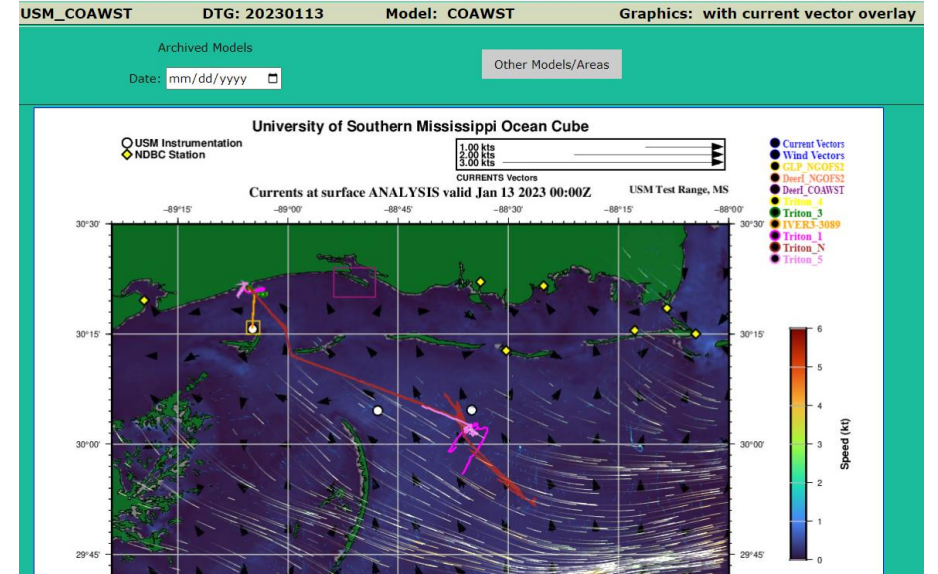 USM_COAWST DTG: 20230113 Model: COAWST Graphics: with current vector overlay
Archived Models
Date: mm/dd/yyyy
Other Models/Areas
University of Southern Mississippi Ocean Cube
USM Instrumentation
NDBC Station
1.00 kts
2.00 kts
3.00 kts
CURRENTS Vectors
Currents at surface ANALYSIS valid Jan 13 2023 00:00Z
USM Test Range, MS
Current Vectors
Wind Vectors
GLP_NGOFS2
DeerI_NGOFS2
DeerI_COAWST
Triton_4
Triton_3
IVER3-3089
Triton_1
Triton_N
Triton_5
−89°15' −89°00' −88°45' −88°30' −88°15' −88°00'
30°30' 30°30'
30°15' 30°15'
30°00' 30°00'
29°45' 29°45'
6
5
4
3
2
1
0
Speed (kt)